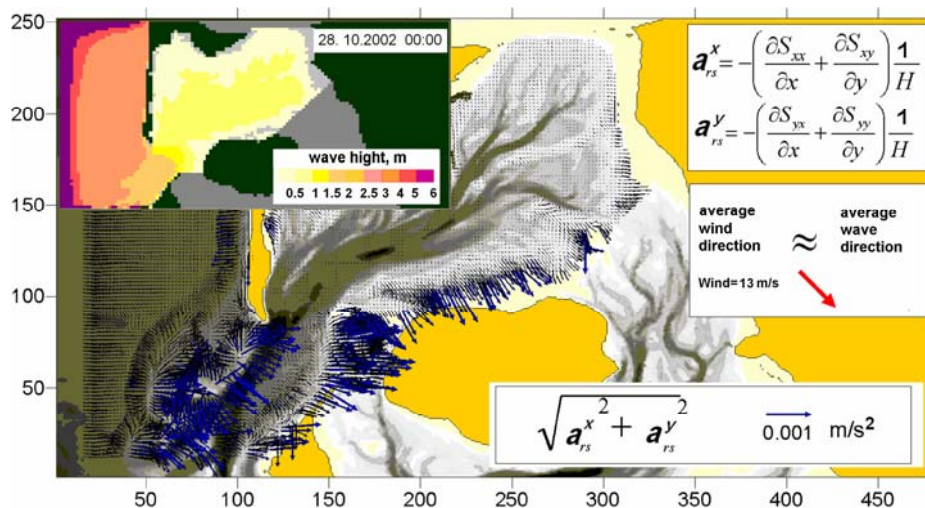 250
200
150
100
50
28. 10.2002 00:00
wave hight, m
0.5 1 1.5 2 2.5 3 4 5 6
a_rs^x = -(∂S_xx/∂x + ∂S_xy/∂y) 1/H
a_rs^y = -(∂S_yx/∂x + ∂S_yy/∂y) 1/H
average wind direction ≈ average wave direction
Wind=13 m/s
√(a_rs^x ^2 + a_rs^y ^2) 0.001 m/s²
50 100 150 200 250 300 350 400 450